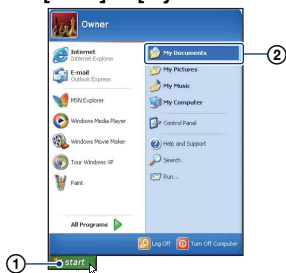 Owner
Internet
Internet Explorer
E-mail
Outlook Express
MSN Explorer
Windows Media Player
Windows Movie Maker
Tour Windows XP
Paint
All Programs
My Documents
My Pictures
My Music
My Computer
Control Panel
Help and Support
Search
Run...
Log Off
Turn Off Computer
start
1
2